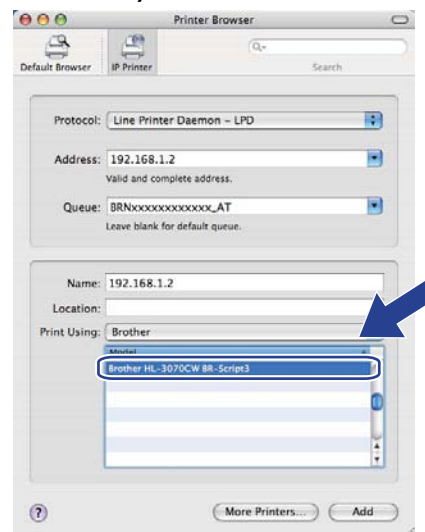 Printer Browser
Default Browser
IP Printer
Search
Protocol: Line Printer Daemon – LPD
Address: 192.168.1.2
Valid and complete address.
Queue: BRNxxxxxxxxxxxx_AT
Leave blank for default queue.
Name: 192.168.1.2
Location:
Print Using: Brother
Model
Brother HL-3070CW BR-Script3
?
More Printers...
Add